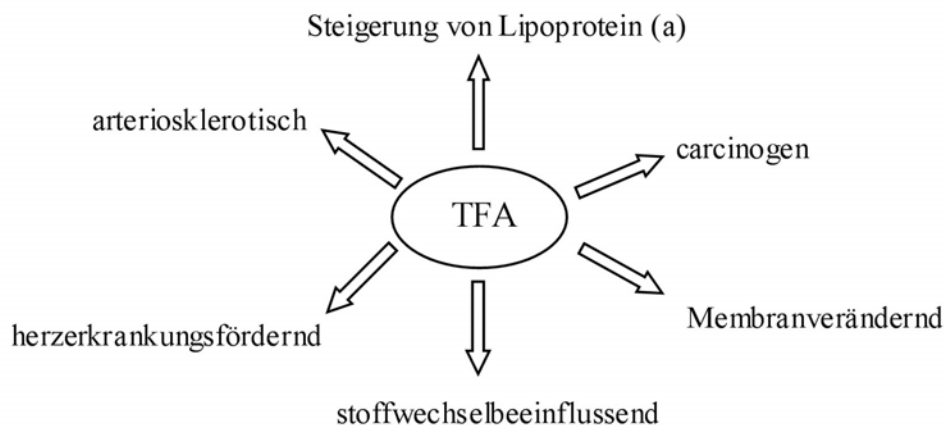 Steigerung von Lipoprotein (a)
arteriosklerotisch
carcinogen
TFA
herzerkrankungsfördernd
Membranverändernd
stoffwechselbeeinflussend